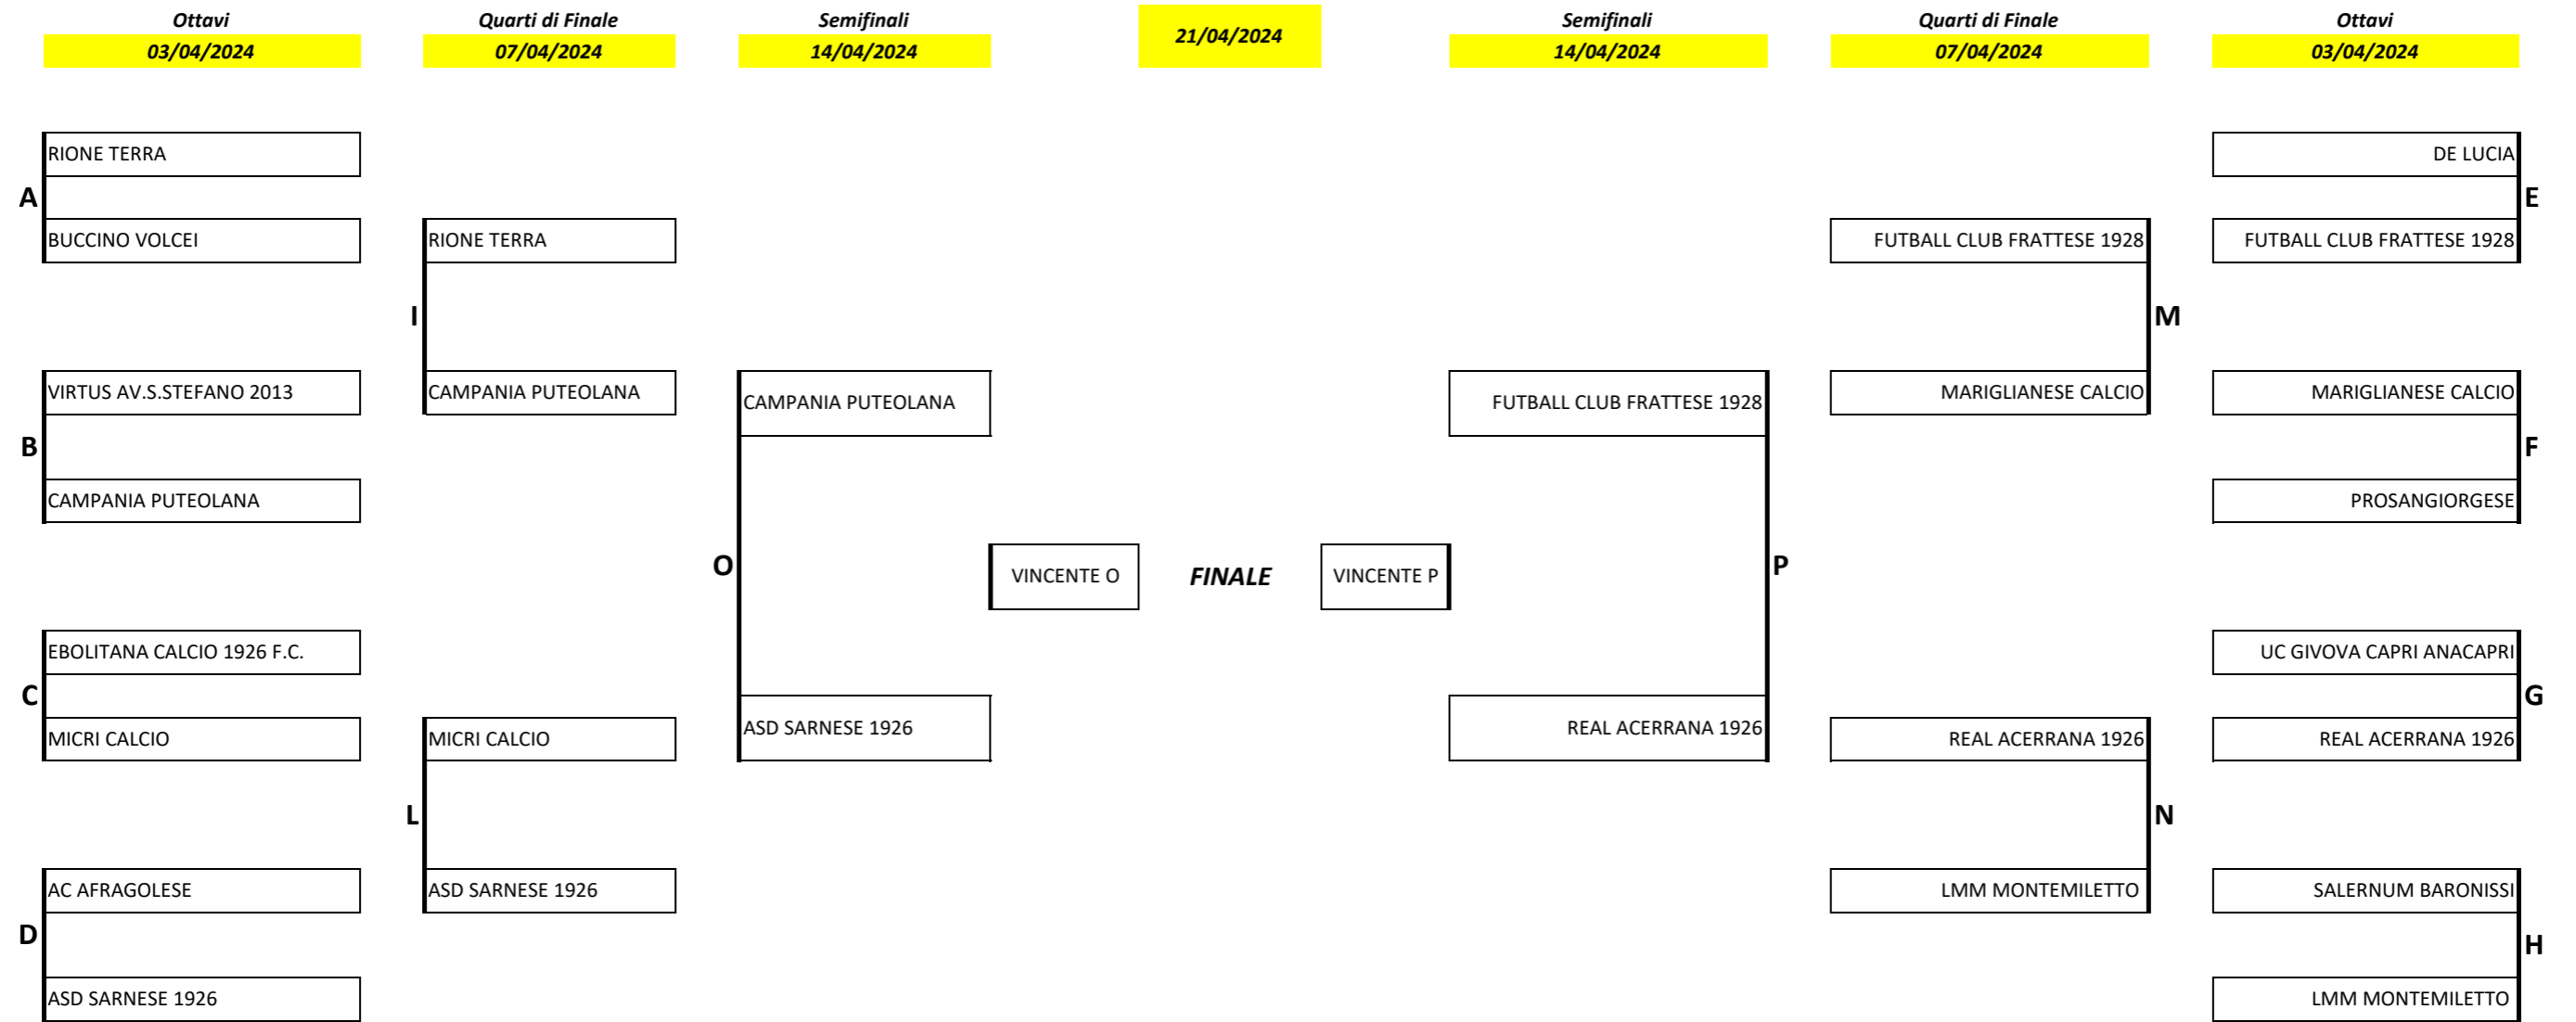 Ottavi
Quarti di Finale
Semifinali
Semifinali
Quarti di Finale
Ottavi
03/04/2024
07/04/2024
14/04/2024
21/04/2024
14/04/2024
07/04/2024
03/04/2024
RIONE TERRA
DE LUCIA
A
E
BUCCINO VOLCEI
RIONE TERRA
FUTBALL CLUB FRATTESE 1928
FUTBALL CLUB FRATTESE 1928
I
M
VIRTUS AV.S.STEFANO 2013
CAMPANIA PUTEOLANA
CAMPANIA PUTEOLANA
FUTBALL CLUB FRATTESE 1928
MARIGLIANESE CALCIO
MARIGLIANESE CALCIO
B
F
CAMPANIA PUTEOLANA
PROSANGIORGESE
O
VINCENTE O
FINALE
VINCENTE P
P
EBOLITANA CALCIO 1926 F.C.
UC GIVOVA CAPRI ANACAPRI
C
G
MICRI CALCIO
MICRI CALCIO
ASD SARNESE 1926
REAL ACERRANA 1926
REAL ACERRANA 1926
REAL ACERRANA 1926
L
N
AC AFRAGOLESE
ASD SARNESE 1926
LMM MONTEMILETTO
SALERNUM BARONISSI
D
H
ASD SARNESE 1926
LMM MONTEMILETTO